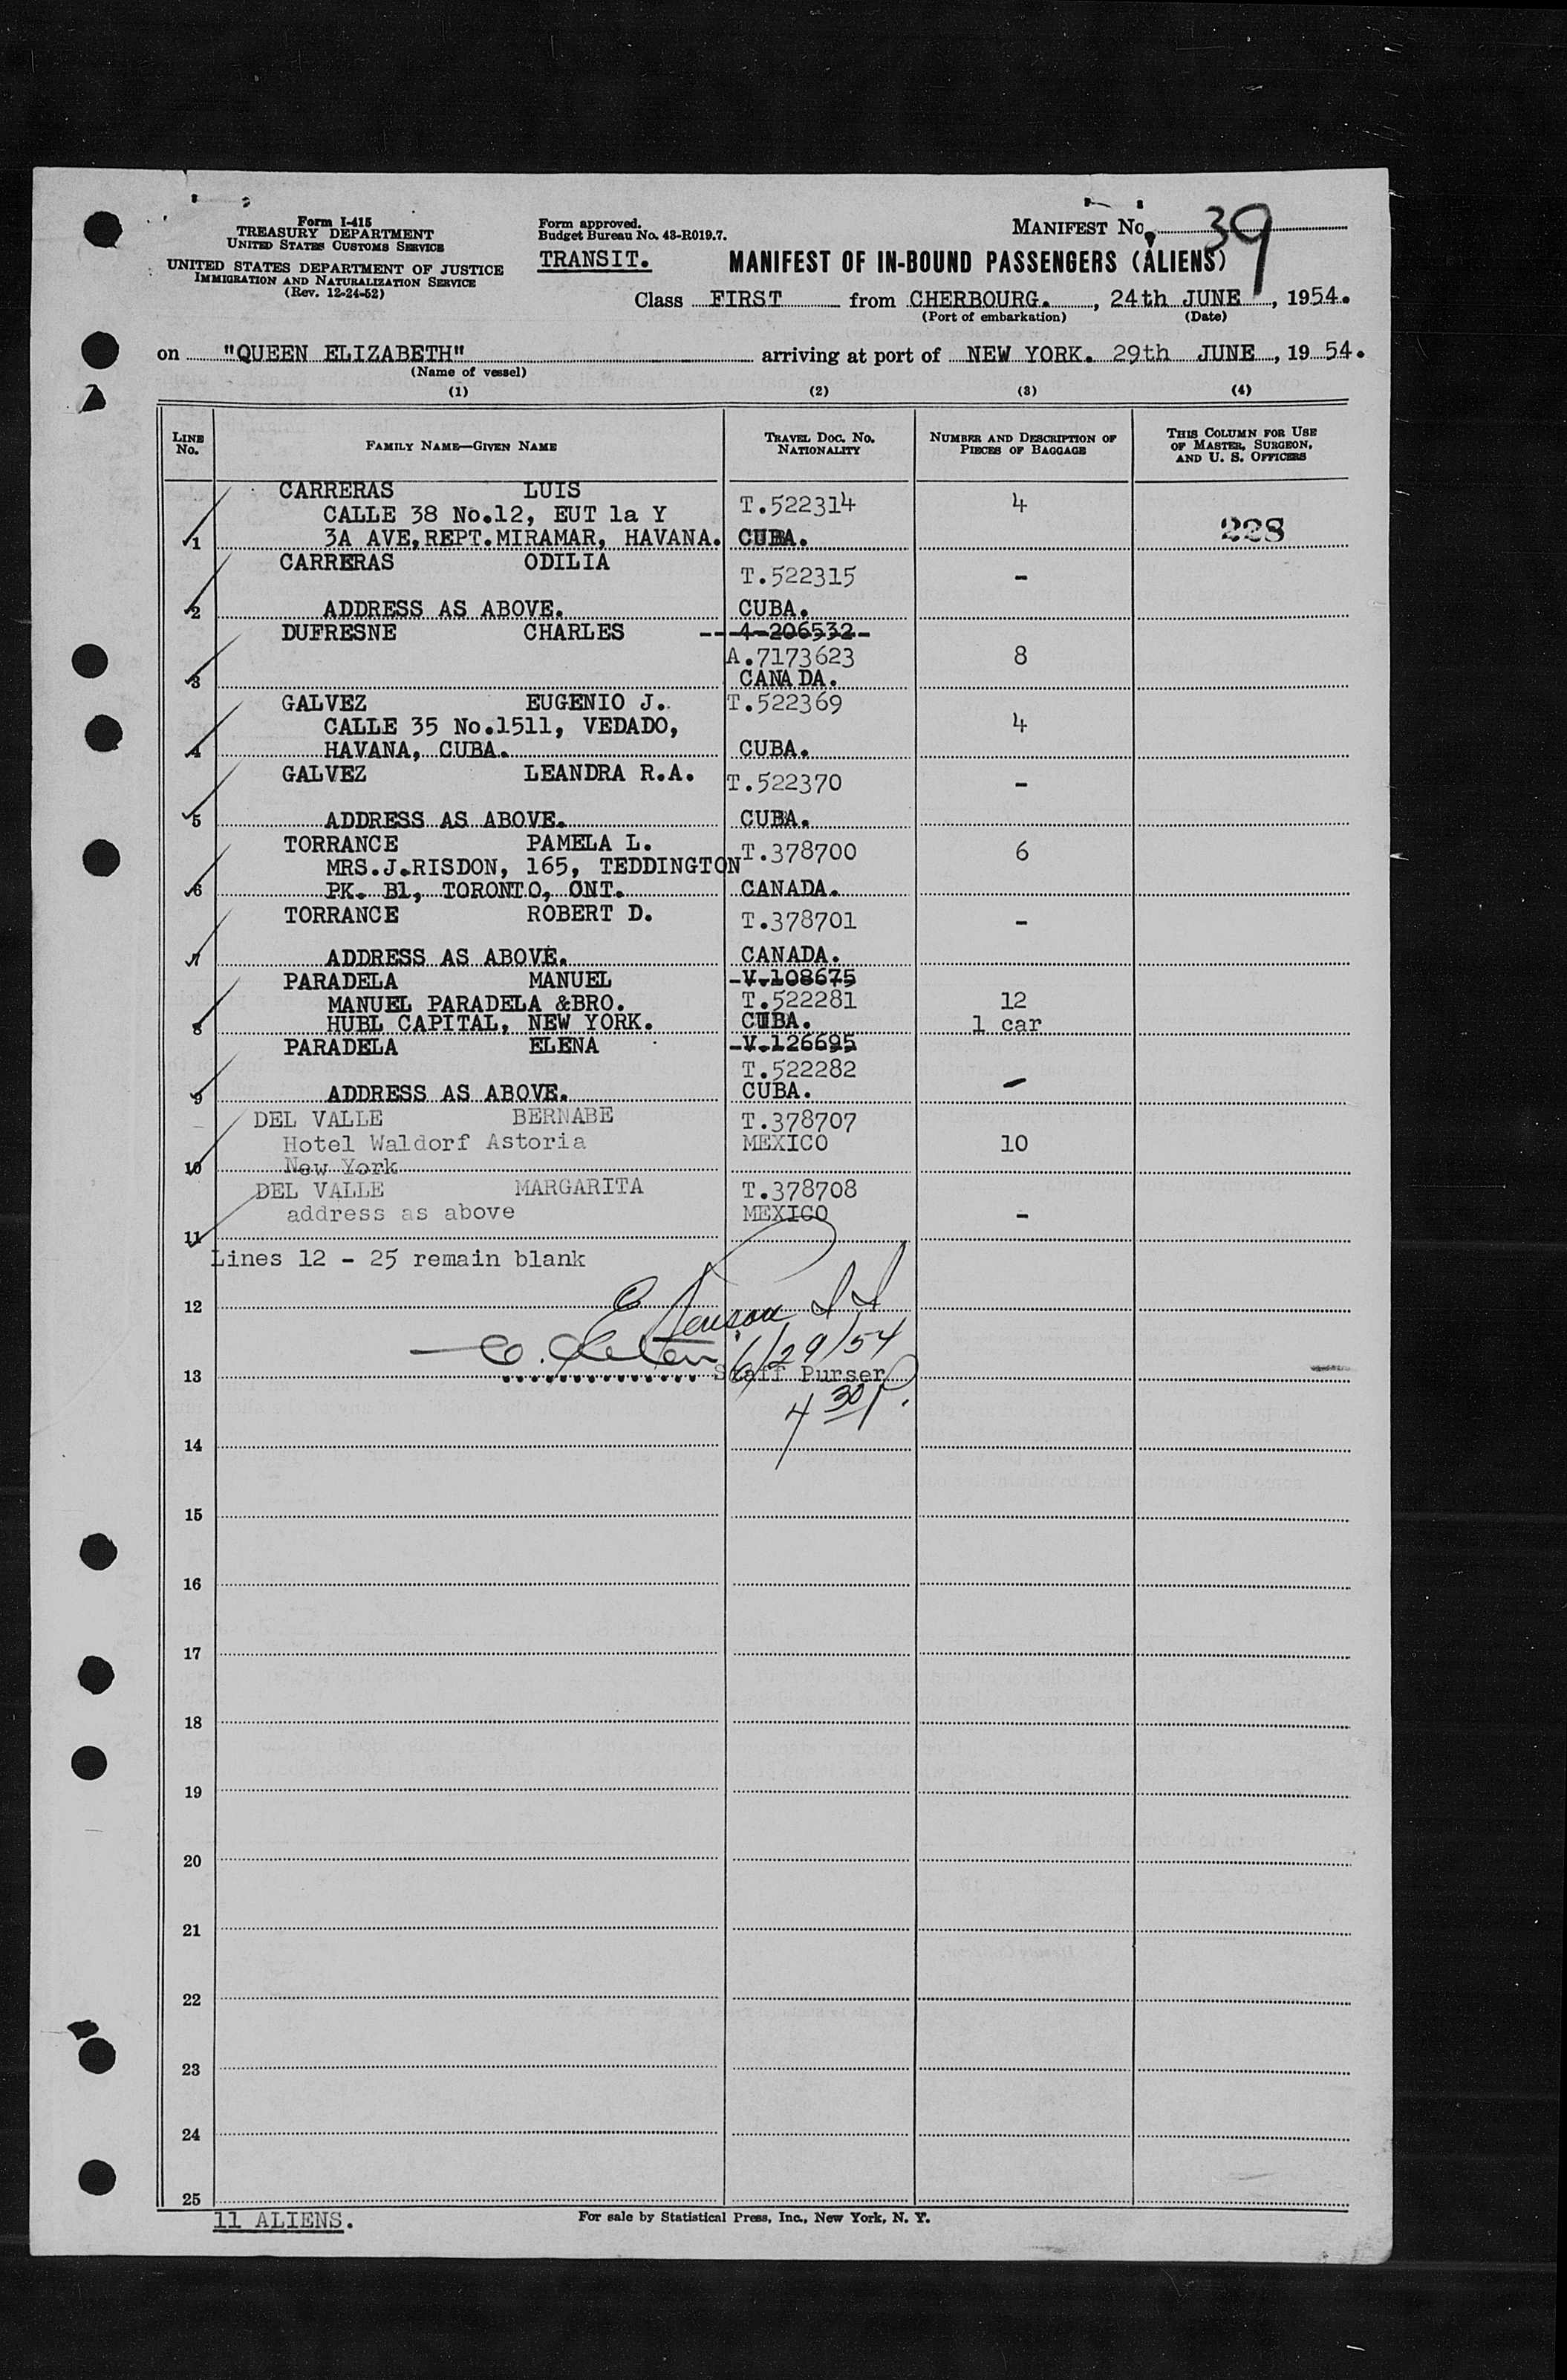 Form I-415
TREASURY DEPARTMENT
UNITED STATES CUSTOMS SERVICE
UNITED STATES DEPARTMENT OF JUSTICE
IMMIGRATION AND NATURALIZATION SERVICE
(Rev. 12-24-52)
Form approved.
Budget Bureau No. 43-R019.7.
TRANSIT.
MANIFEST No. 39
MANIFEST OF IN-BOUND PASSENGERS (ALIENS)
Class FIRST from CHERBOURG. , 24th JUNE , 1954.
(Port of embarkation) (Date)
on "QUEEN ELIZABETH" arriving at port of NEW YORK. 29th JUNE , 19 54.
(Name of vessel)
(1) (2) (3) (4)
LINE No. FAMILY NAME—GIVEN NAME TRAVEL DOC. No. NATIONALITY NUMBER AND DESCRIPTION OF PIECES OF BAGGAGE THIS COLUMN FOR USE OF MASTER, SURGEON, AND U. S. OFFICERS
CARRERAS LUIS T.522314 4
CALLE 38 No.12, EUT 1a Y
1 3A AVE,REPT.MIRAMAR, HAVANA. CUBA. 228
CARRERAS ODILIA T.522315 -
2 ADDRESS AS ABOVE. CUBA.
DUFRESNE CHARLES --4-206532-
A.7173623 8
3 CANADA.
GALVEZ EUGENIO J. T.522369
CALLE 35 No.1511, VEDADO, 4
4 HAVANA, CUBA. CUBA.
GALVEZ LEANDRA R.A. T.522370 -
5 ADDRESS AS ABOVE. CUBA.
TORRANCE PAMELA L. T.378700 6
MRS.J.RISDON, 165, TEDDINGTON
6 PK. B1, TORONTO, ONT. CANADA.
TORRANCE ROBERT D. T.378701 -
7 ADDRESS AS ABOVE. CANADA.
PARADELA MANUEL -V.108675
MANUEL PARADELA &BRO. T.522281 12
8 HUBL CAPITAL, NEW YORK. CUBA. 1 car
PARADELA ELENA -V.126695
T.522282 -
9 ADDRESS AS ABOVE. CUBA.
DEL VALLE BERNABE T.378707
Hotel Waldorf Astoria MEXICO 10
10 New York
DEL VALLE MARGARITA T.378708
address as above MEXICO -
11
Lines 12 - 25 remain blank
12
6/29/54
13 Staff Purser
4 30 P.
14
15
16
17
18
19
20
21
22
23
24
25
11 ALIENS.
For sale by Statistical Press, Inc., New York, N. Y.